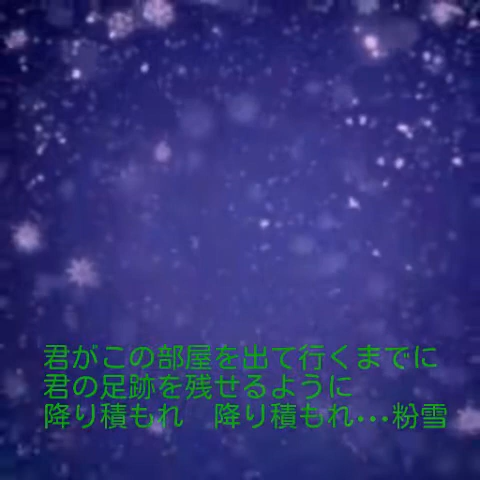 君がこの部屋を出て行くまでに
君の足跡を残せるように
降り積もれ　降り積もれ・・・粉雪